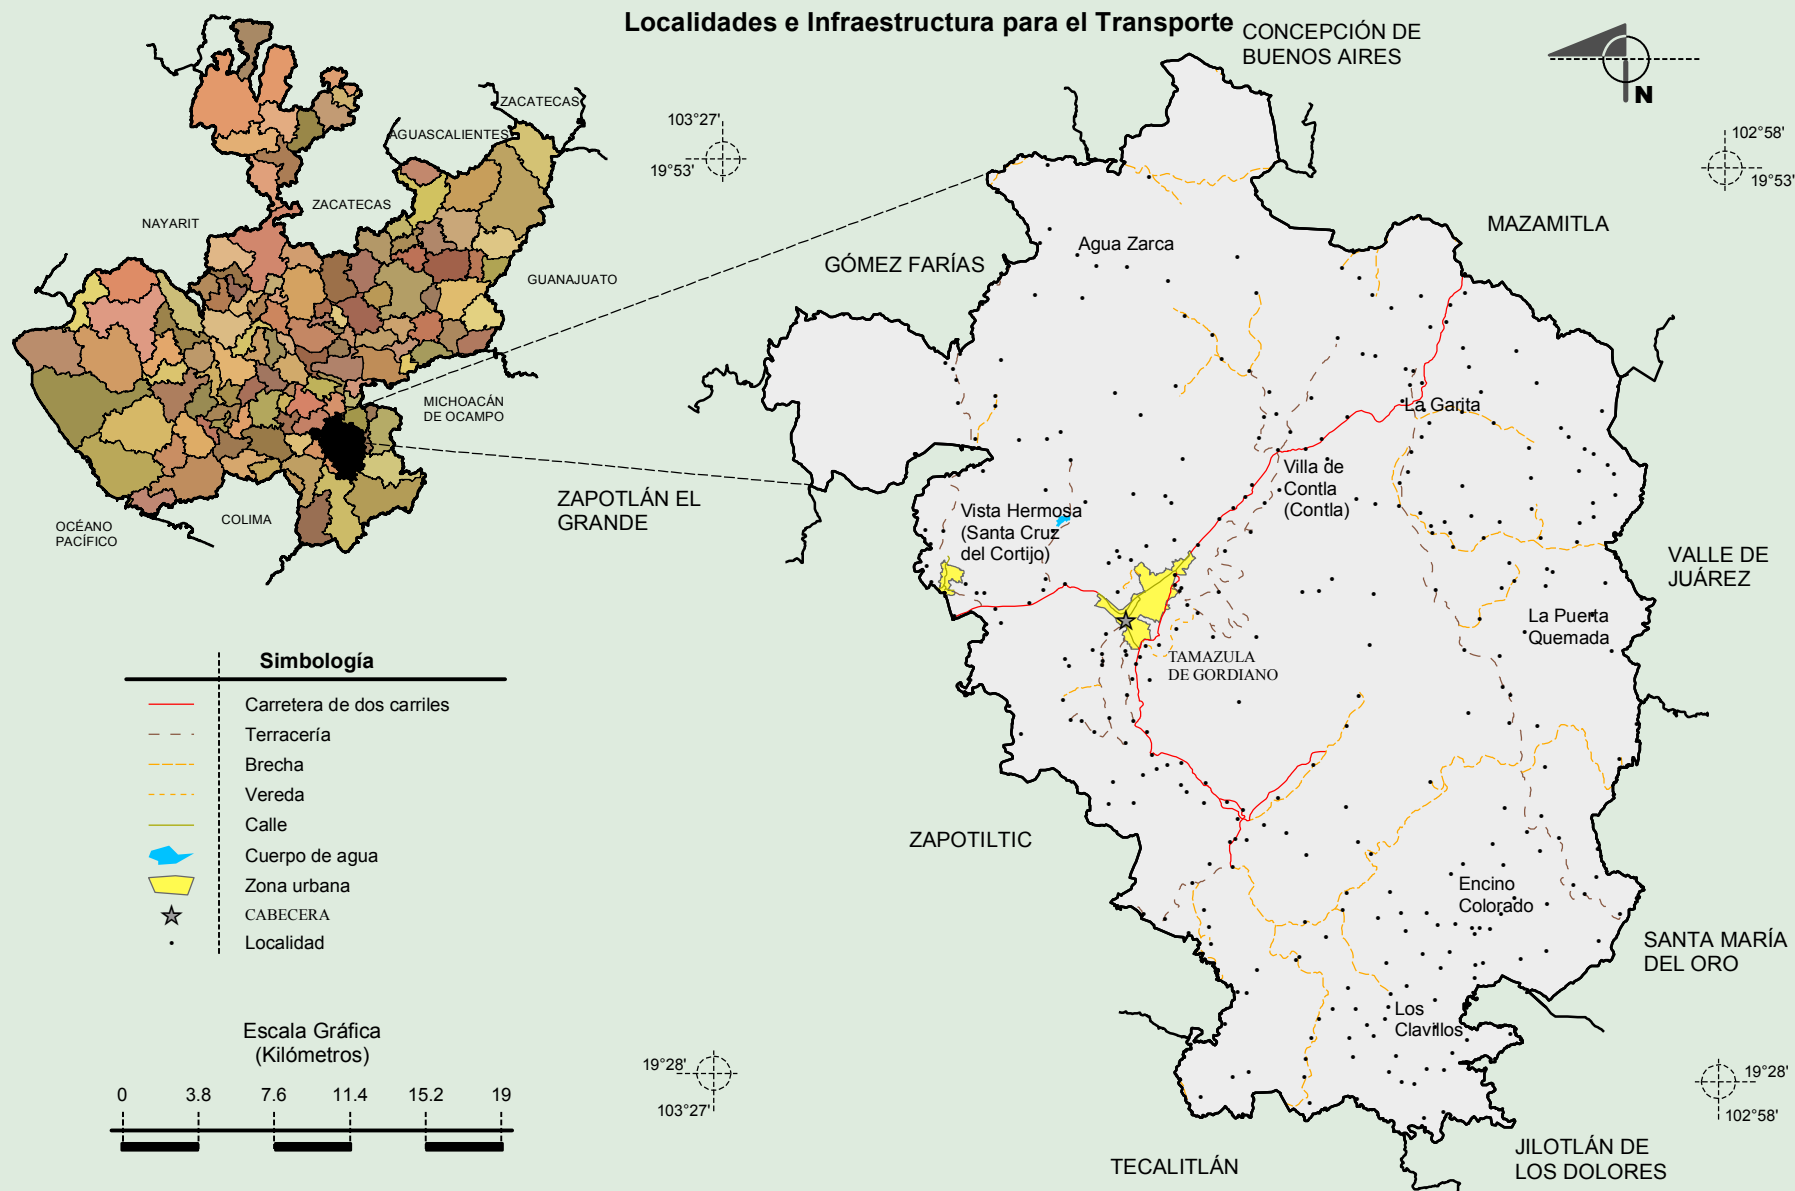 Localidades e Infraestructura para el Transporte
CONCEPCIÓN DE
BUENOS AIRES
N
ZACATECAS
AGUASCALIENTES
ZACATECAS
NAYARIT
GUANAJUATO
MICHOACÁN
DE OCAMPO
COLIMA
OCÉANO
PACÍFICO
103°27'
19°53'
102°58'
19°53'
MAZAMITLA
GÓMEZ FARÍAS
Agua Zarca
La Garita
Villa de
Contla
(Contla)
ZAPOTLÁN EL
GRANDE
Vista Hermosa
(Santa Cruz
del Cortijo)
VALLE DE
JUÁREZ
La Puerta
Quemada
TAMAZULA
DE GORDIANO
ZAPOTILTIC
Encino
Colorado
SANTA MARÍA
DEL ORO
Los
Clavillos
Simbología
Carretera de dos carriles
Terracería
Brecha
Vereda
Calle
Cuerpo de agua
Zona urbana
CABECERA
Localidad
Escala Gráfica
(Kilómetros)
0 3.8 7.6 11.4 15.2 19
19°28'
103°27'
19°28'
102°58'
TECALITLÁN
JILOTLÁN DE
LOS DOLORES